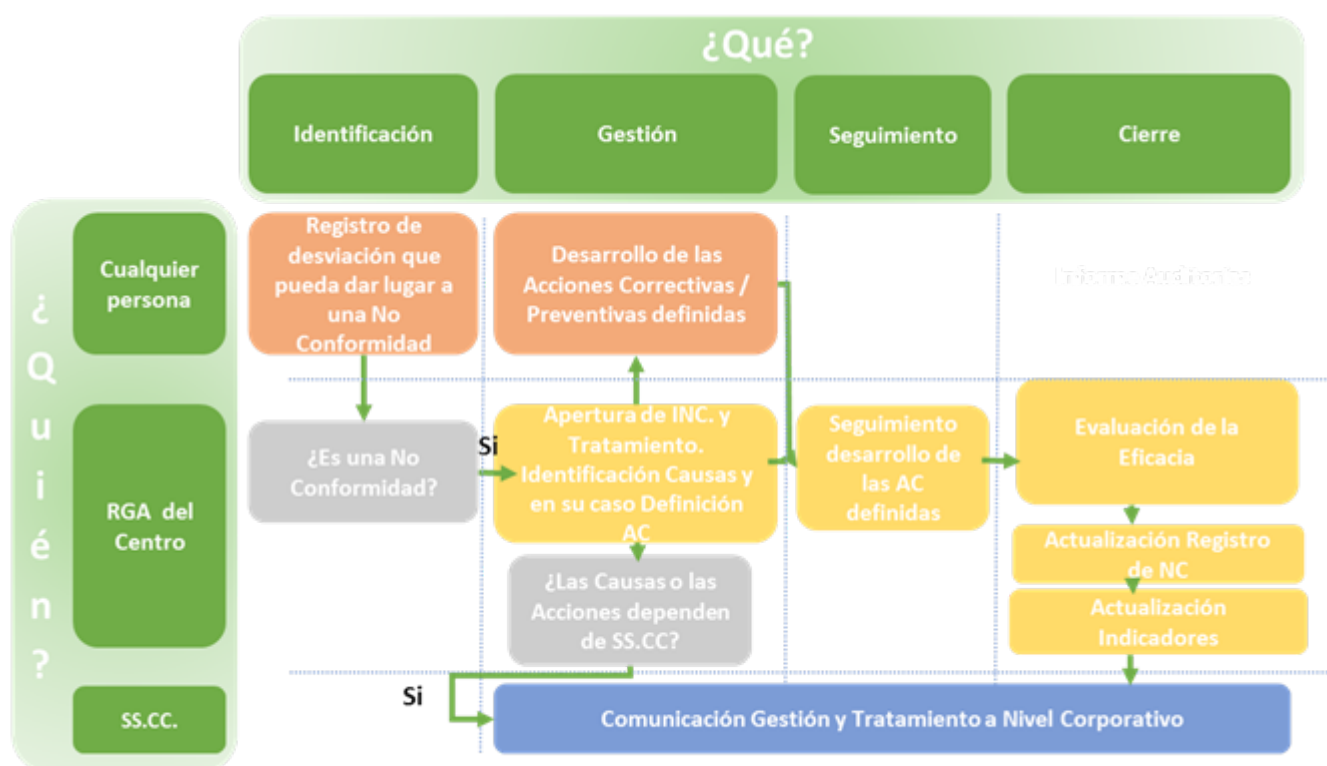 ¿Qué?
Identificación
Gestión
Seguimiento
Cierre
¿Quién?
Cualquier
persona
Registro de
desviación que
pueda dar lugar a
una No
Conformidad
Desarrollo de las
Acciones Correctivas /
Preventivas definidas
RGA del
Centro
¿Es una No
Conformidad?
Si
Apertura de INC. y
Tratamiento.
Identificación Causas y
en su caso Definición
AC
Seguimiento
desarrollo de
las AC
definidas
Evaluación de la
Eficacia
¿Las Causas o las
Acciones dependen
de SS.CC?
Actualización Registro
de NC
Actualización
Indicadores
SS.CC.
Si
Comunicación Gestión y Tratamiento a Nivel Corporativo